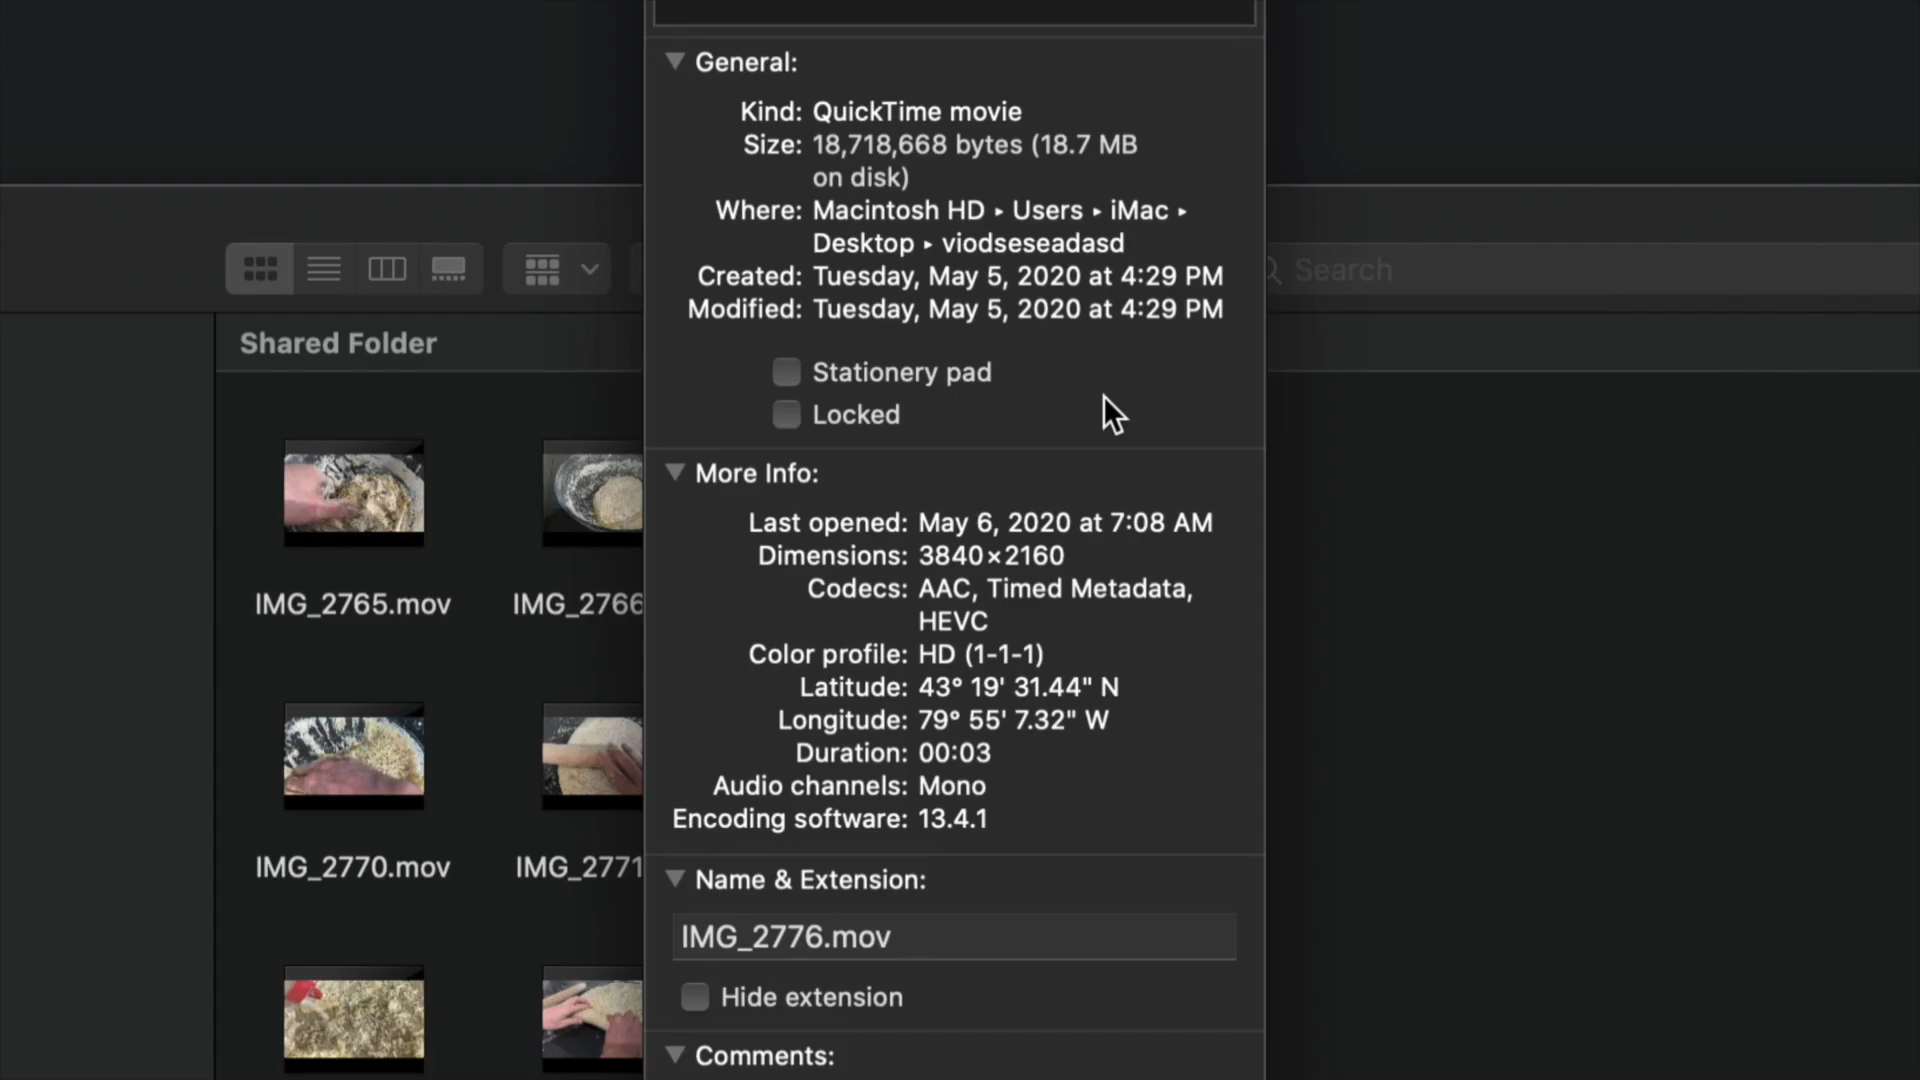 General:
Kind: QuickTime movie
Size: 18,718,668 bytes (18.7 MB
on disk)
Where: Macintosh HD ▸ Users ▸ iMac ▸
Desktop ▸ viodseseadasd
Created: Tuesday, May 5, 2020 at 4:29 PM
Modified: Tuesday, May 5, 2020 at 4:29 PM
Stationery pad
Locked
More Info:
Last opened: May 6, 2020 at 7:08 AM
Dimensions: 3840×2160
Codecs: AAC, Timed Metadata,
HEVC
Color profile: HD (1-1-1)
Latitude: 43° 19' 31.44" N
Longitude: 79° 55' 7.32" W
Duration: 00:03
Audio channels: Mono
Encoding software: 13.4.1
Name & Extension:
IMG_2776.mov
Hide extension
Comments:
Search
Shared Folder
IMG_2765.mov
IMG_2766
IMG_2770.mov
IMG_2771